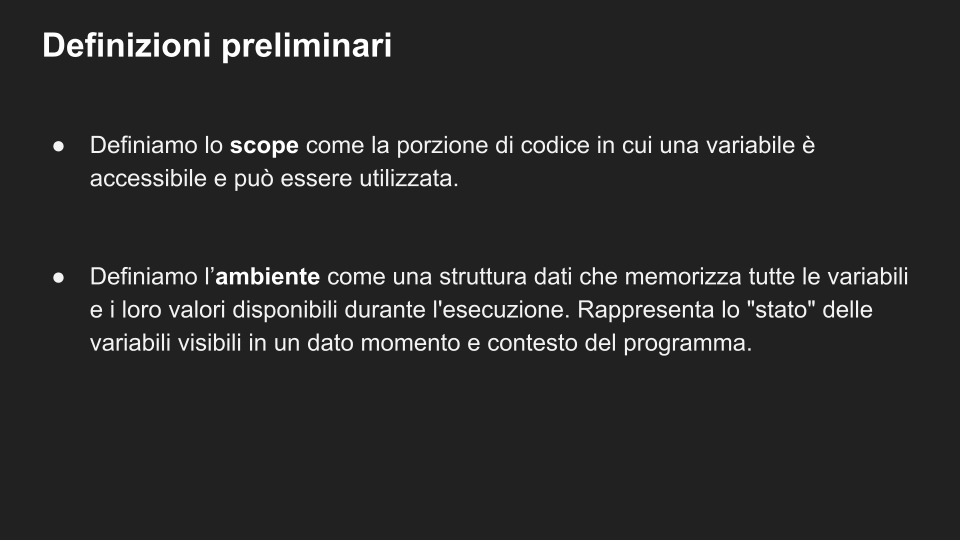 Definizioni preliminari
● Definiamo lo scope come la porzione di codice in cui una variabile è
accessibile e può essere utilizzata.
● Definiamo l’ambiente come una struttura dati che memorizza tutte le variabili
e i loro valori disponibili durante l'esecuzione. Rappresenta lo "stato" delle
variabili visibili in un dato momento e contesto del programma.